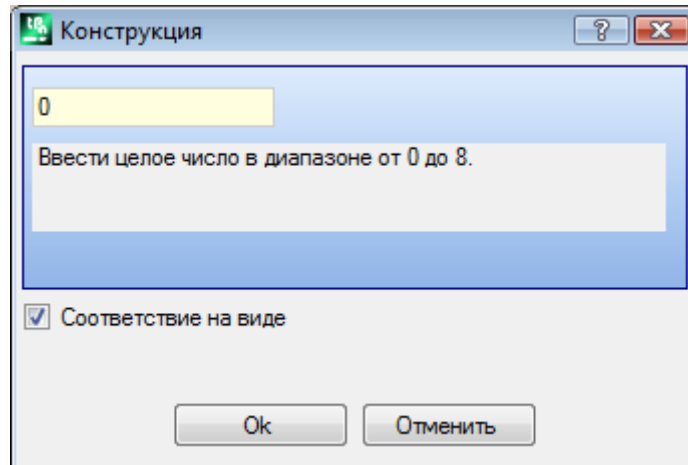 Конструкция
0
Ввести целое число в диапазоне от 0 до 8.
Соответствие на виде
Ok
Отменить